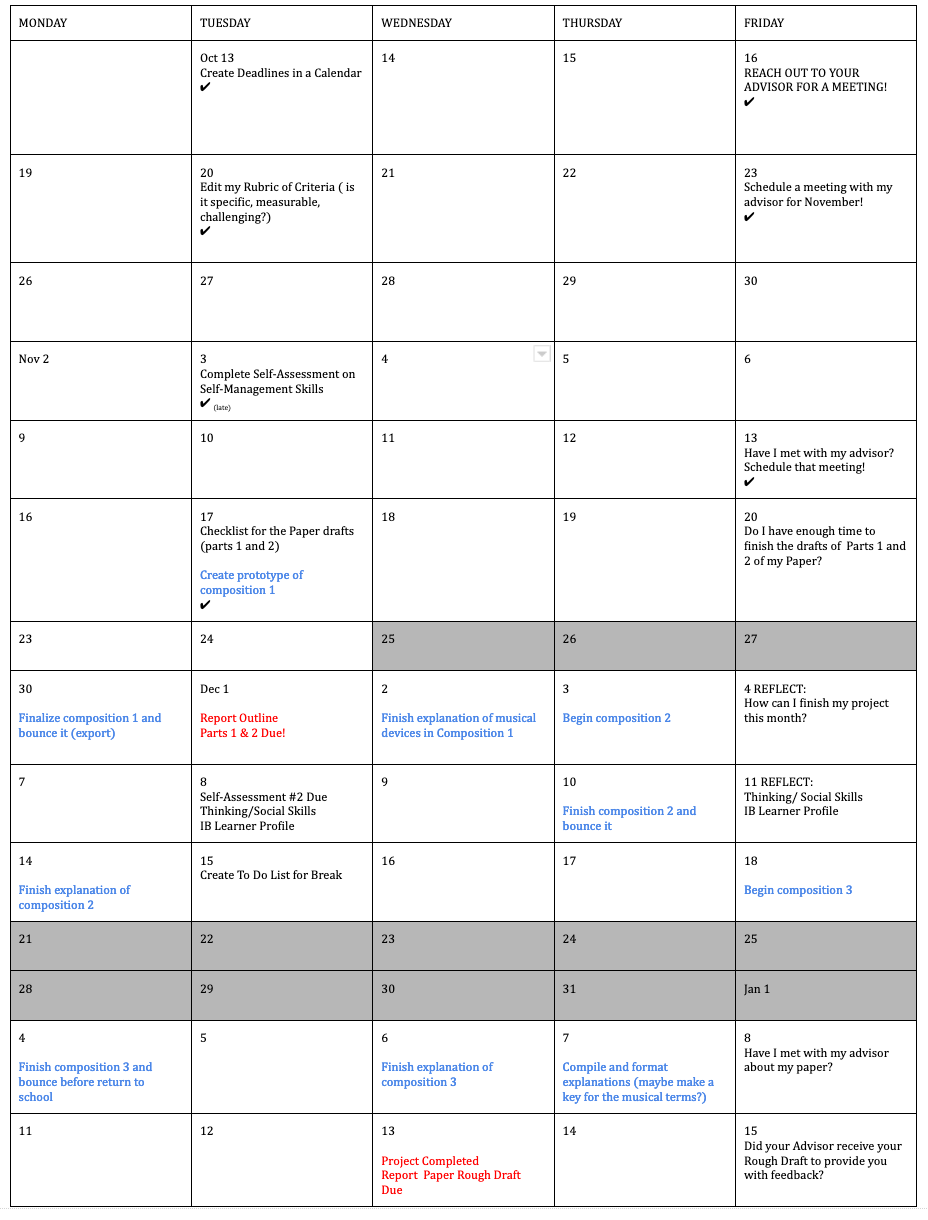 MONDAY
TUESDAY
WEDNESDAY
THURSDAY
FRIDAY
Oct 13
Create Deadlines in a Calendar
✔
14
15
16
REACH OUT TO YOUR
ADVISOR FOR A MEETING!
✔
19
20
Edit my Rubric of Criteria ( is
it specific, measurable,
challenging?)
✔
21
22
23
Schedule a meeting with my
advisor for November!
✔
26
27
28
29
30
Nov 2
3
Complete Self-Assessment on
Self-Management Skills
✔ (late)
4
5
6
9
10
11
12
13
Have I met with my advisor?
Schedule that meeting!
✔
16
17
Checklist for the Paper drafts
(parts 1 and 2)
Create prototype of
composition 1
✔
18
19
20
Do I have enough time to
finish the drafts of Parts 1 and
2 of my Paper?
23
24
25
26
27
30
Finalize composition 1 and
bounce it (export)
Dec 1
Report Outline
Parts 1 & 2 Due!
2
Finish explanation of musical
devices in Composition 1
3
Begin composition 2
4 REFLECT:
How can I finish my project
this month?
7
8
Self-Assessment #2 Due
Thinking/Social Skills
IB Learner Profile
9
10
Finish composition 2 and
bounce it
11 REFLECT:
Thinking/ Social Skills
IB Learner Profile
14
Finish explanation of
composition 2
15
Create To Do List for Break
16
17
18
Begin composition 3
21
22
23
24
25
28
29
30
31
Jan 1
4
Finish composition 3 and
bounce before return to
school
5
6
Finish explanation of
composition 3
7
Compile and format
explanations (maybe make a
key for the musical terms?)
8
Have I met with my advisor
about my paper?
11
12
13
Project Completed
Report Paper Rough Draft
Due
14
15
Did your Advisor receive your
Rough Draft to provide you
with feedback?